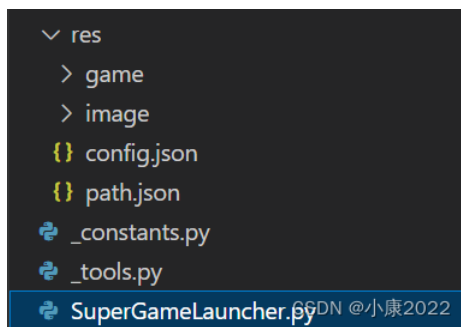 res
game
image
{} config.json
{} path.json
_constants.py
_tools.py
SuperGameLauncher.py
CSDN @小康2022